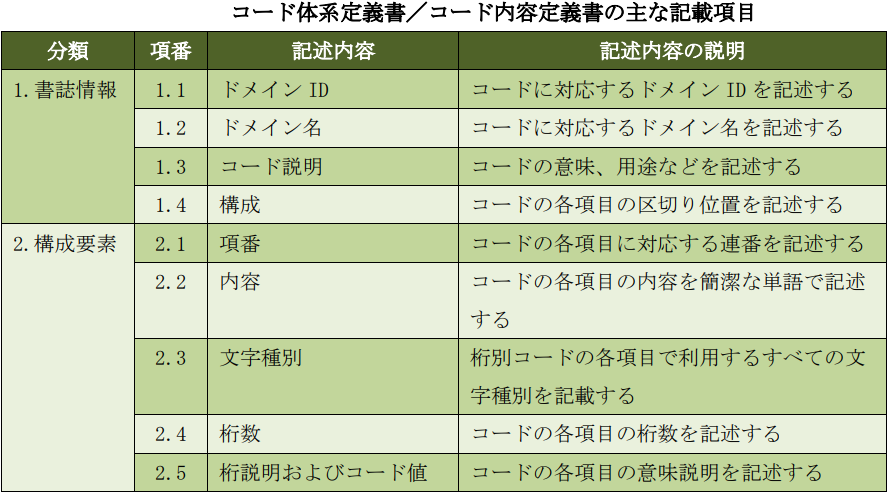 コード体系定義書／コード内容定義書の主な記載項目
分類 項番 記述内容 記述内容の説明
1.書誌情報 1.1 ドメイン ID コードに対応するドメイン ID を記述する
1.2 ドメイン名 コードに対応するドメイン名を記述する
1.3 コード説明 コードの意味、用途などを記述する
1.4 構成 コードの各項目の区切り位置を記述する
2.構成要素 2.1 項番 コードの各項目に対応する連番を記述する
2.2 内容 コードの各項目の内容を簡潔な単語で記述
する
2.3 文字種別 桁別コードの各項目で利用するすべての文
字種別を記載する
2.4 桁数 コードの各項目の桁数を記述する
2.5 桁説明およびコード値 コードの各項目の意味説明を記述する